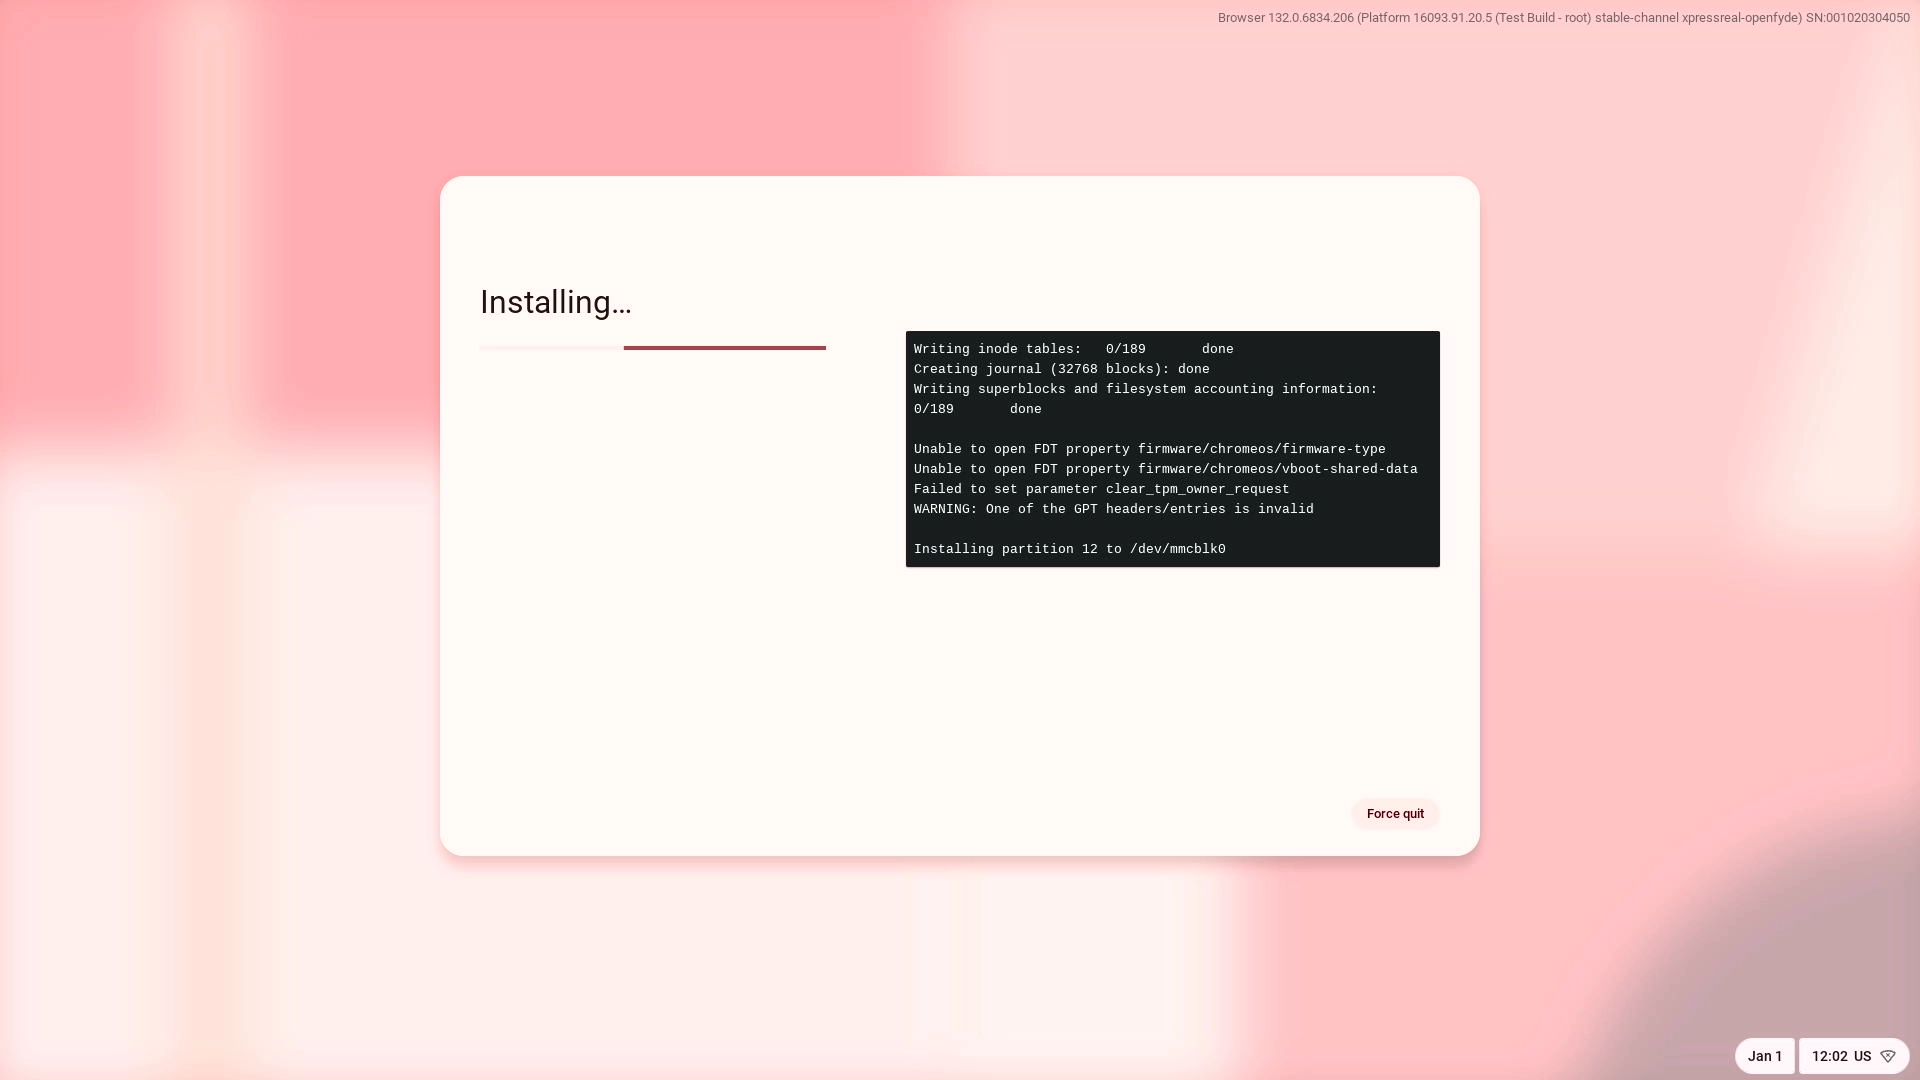 Browser 132.0.6834.206 (Platform 16093.91.20.5 (Test Build - root) stable-channel xpressreal-openfyde) SN:001020304050
Installing…
Writing inode tables:   0/189       done
Creating journal (32768 blocks): done
Writing superblocks and filesystem accounting information:
0/189       done
Unable to open FDT property firmware/chromeos/firmware-type
Unable to open FDT property firmware/chromeos/vboot-shared-data
Failed to set parameter clear_tpm_owner_request
WARNING: One of the GPT headers/entries is invalid
Installing partition 12 to /dev/mmcblk0
Force quit
Jan 1 12:02 US